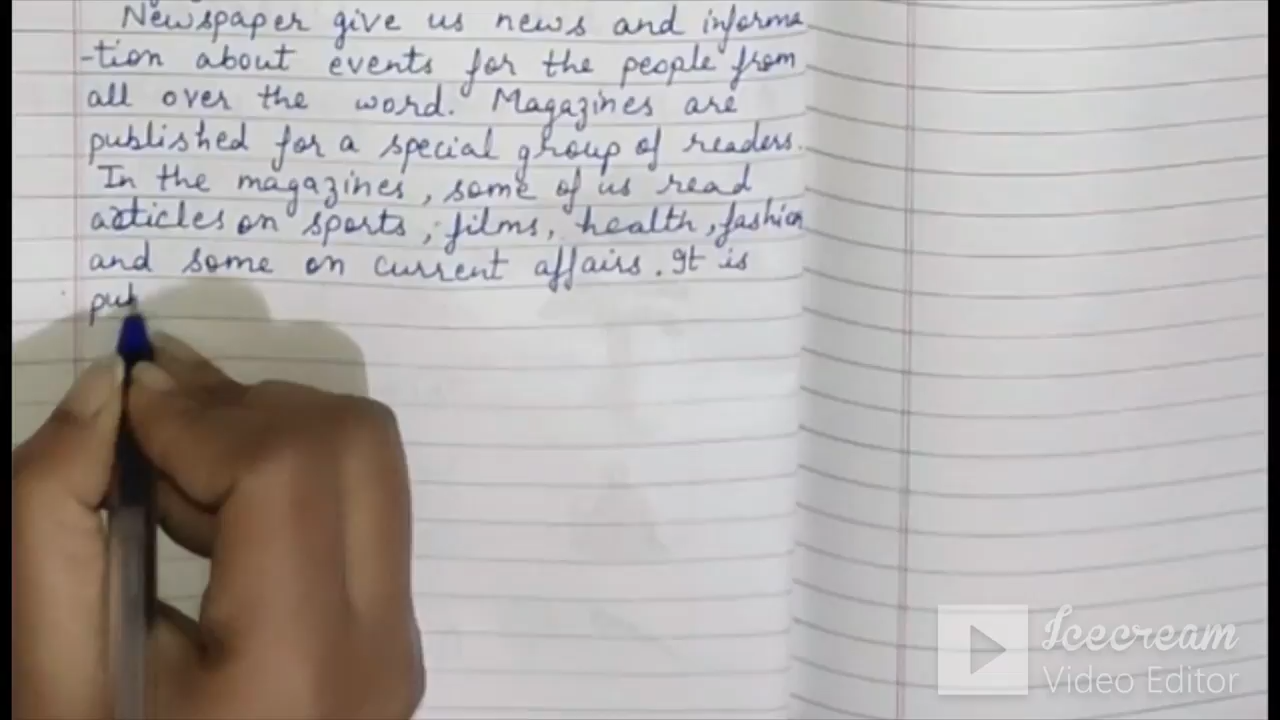 Newspaper give us news and informa
-tion about events for the people from
all over the word. Magazines are
published for a special group of readers.
In the magazines, some of us read
articles on sports, films, health, fashion
and some on current affairs. It is
pub
Icecream
Video Editor